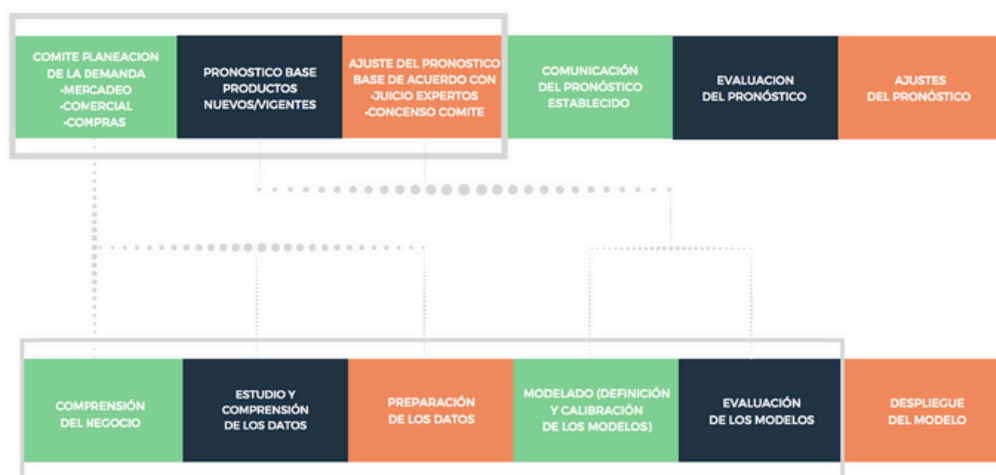 COMITE PLANEACION
DE LA DEMANDA
-MERCADEO
-COMERCIAL
-COMPRAS
PRONOSTICO BASE
PRODUCTOS
NUEVOS/VIGENTES
AJUSTE DEL PRONOSTICO
BASE DE ACUERDO CON
-JUICIO EXPERTOS
-CONCENSO COMITE
COMUNICACIÓN
DEL PRONÓSTICO
ESTABLECIDO
EVALUACION
DEL PRONÓSTICO
AJUSTES
DEL PRONÓSTICO
COMPRENSIÓN
DEL NEGOCIO
ESTUDIO Y
COMPRENSIÓN
DE LOS DATOS
PREPARACIÓN
DE LOS DATOS
MODELADO (DEFINICIÓN
Y CALIBRACIÓN
DE LOS MODELOS)
EVALUACIÓN
DE LOS MODELOS
DESPLIEGUE
DEL MODELO